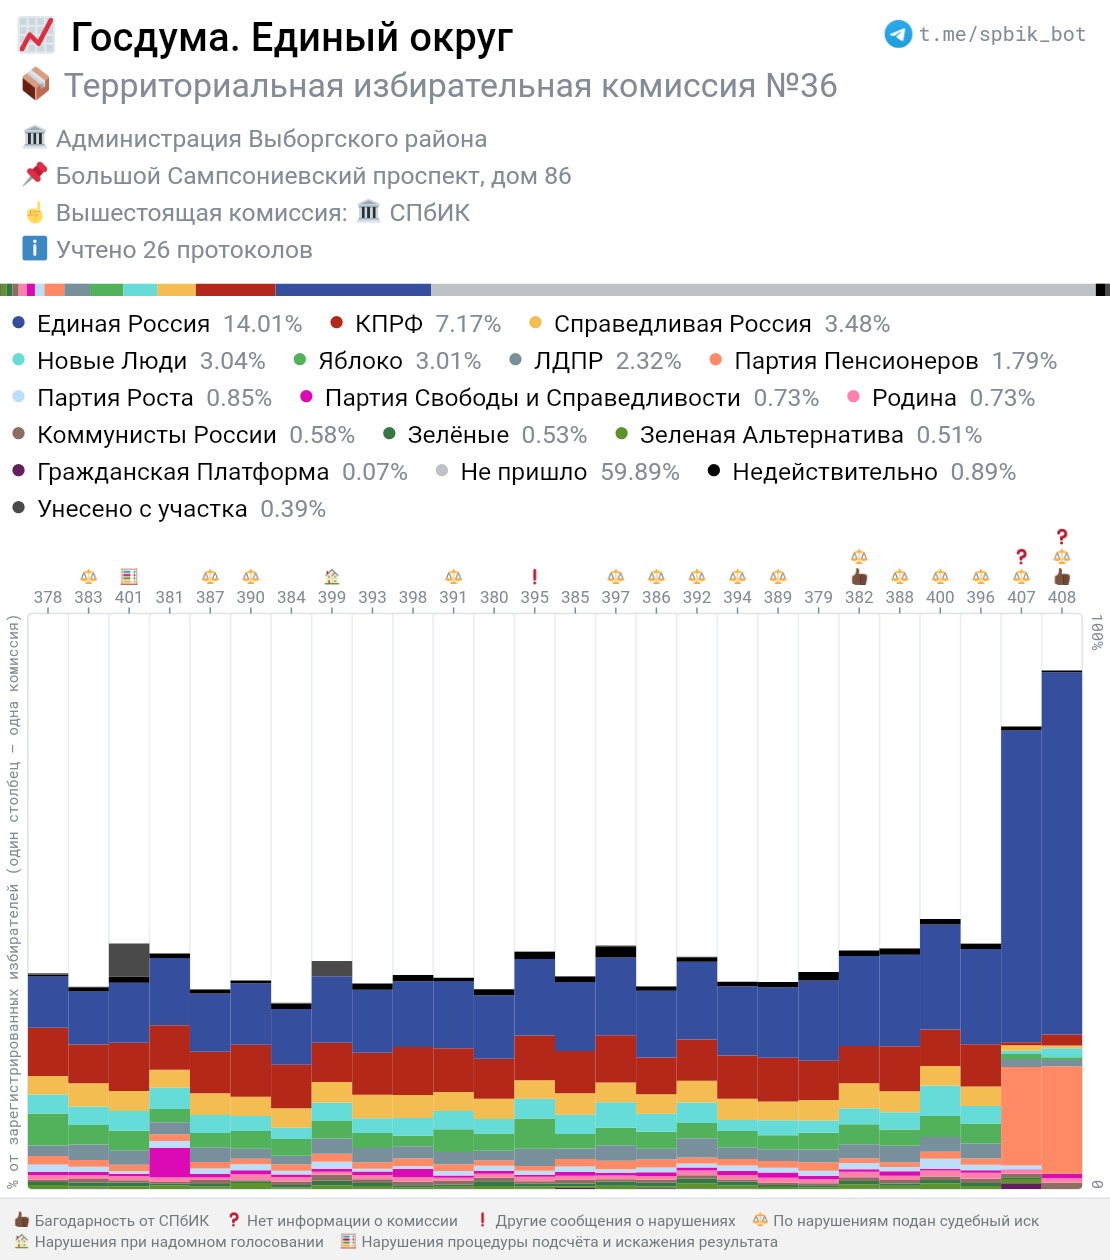 Госдума. Единый округ
t.me/spbik_bot
Территориальная избирательная комиссия №36
Администрация Выборгского района
Большой Сампсониевский проспект, дом 86
Вышестоящая комиссия: СПбИК
Учтено 26 протоколов
Единая Россия 14.01% КПРФ 7.17% Справедливая Россия 3.48%
Новые Люди 3.04% Яблоко 3.01% ЛДПР 2.32% Партия Пенсионеров 1.79%
Партия Роста 0.85% Партия Свободы и Справедливости 0.73% Родина 0.73%
Коммунисты России 0.58% Зелёные 0.53% Зеленая Альтернатива 0.51%
Гражданская Платформа 0.07% Не пришло 59.89% Недействительно 0.89%
Унесено с участка 0.39%
378 383 401 381 387 390 384 399 393 398 391 380 395 385 397 386 392 394 389 379 382 388 400 396 407 408
% от зарегистрированных избирателей (один столбец — одна комиссия)
100%
0
Багодарность от СПбИК Нет информации о комиссии Другие сообщения о нарушениях По нарушениям подан судебный иск
Нарушения при надомном голосовании Нарушения процедуры подсчёта и искажения результата